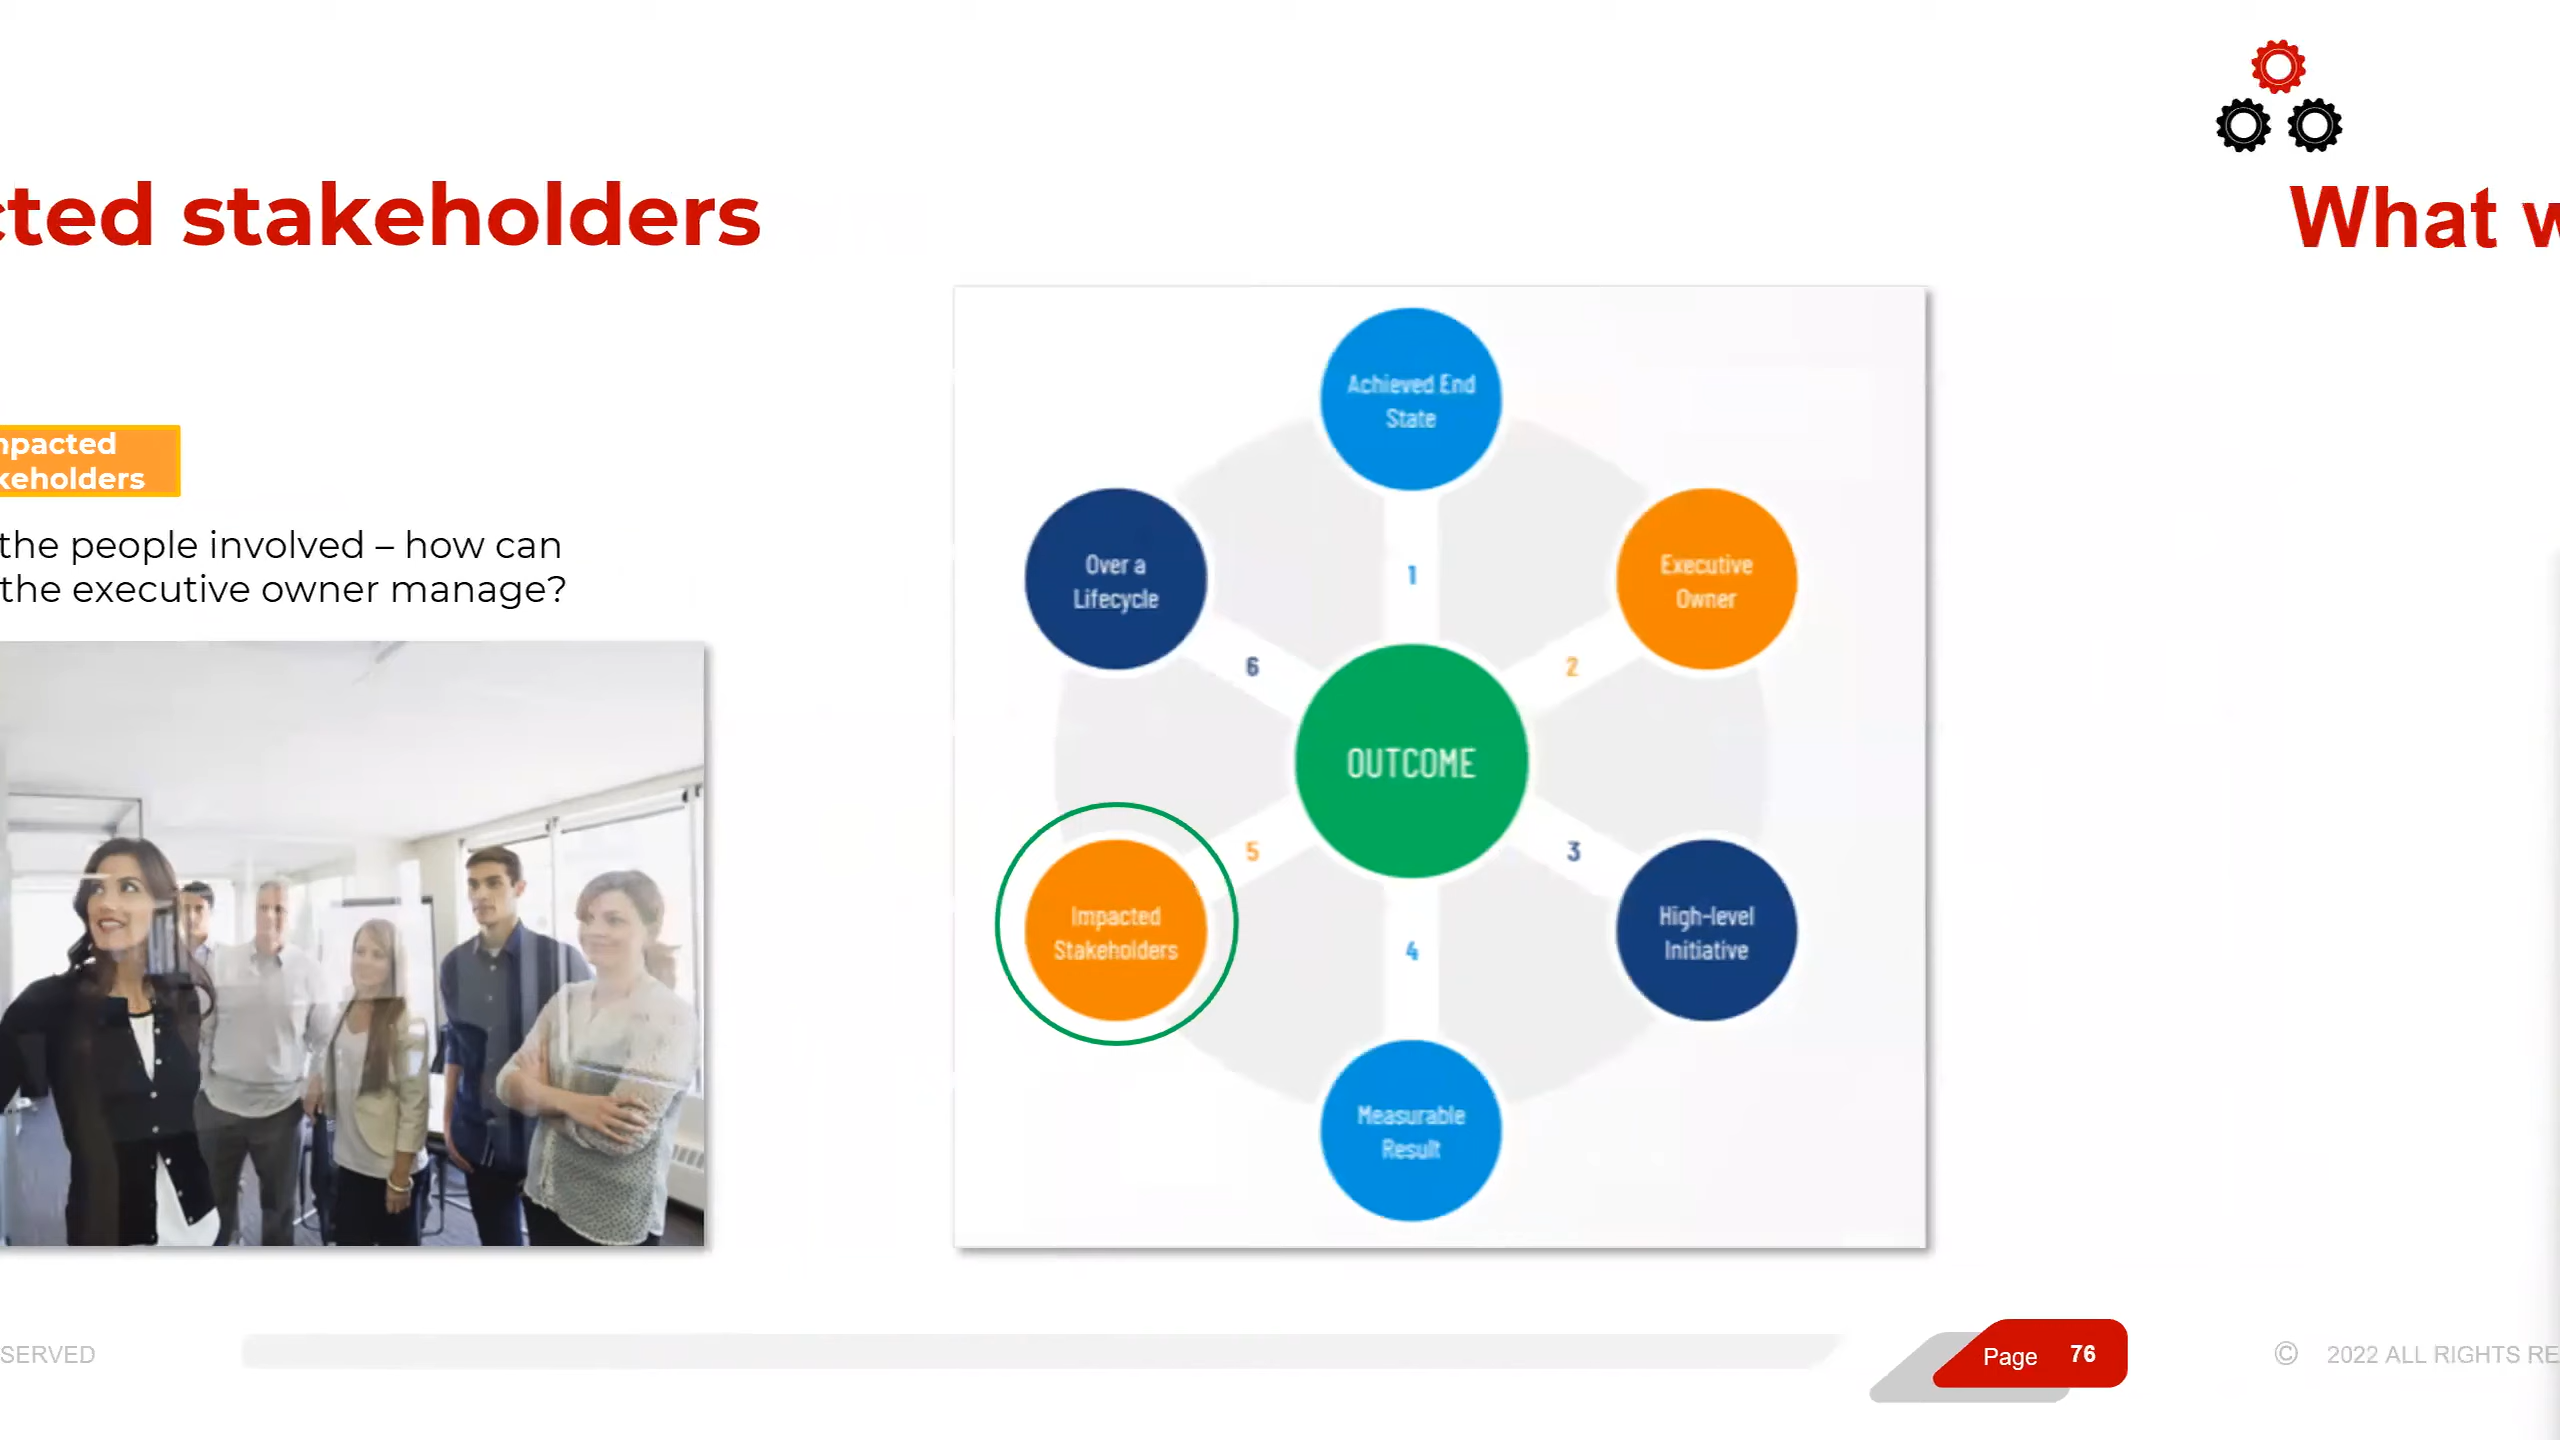 cted stakeholders
What w
mpacted
keholders
the people involved – how can
the executive owner manage?
Achieved End
State
1
Executive
Owner
2
High-level
Initiative
3
Measurable
Result
4
Impacted
Stakeholders
5
Over a
Lifecycle
6
OUTCOME
SERVED
Page 76
© 2022 ALL RIGHTS RE